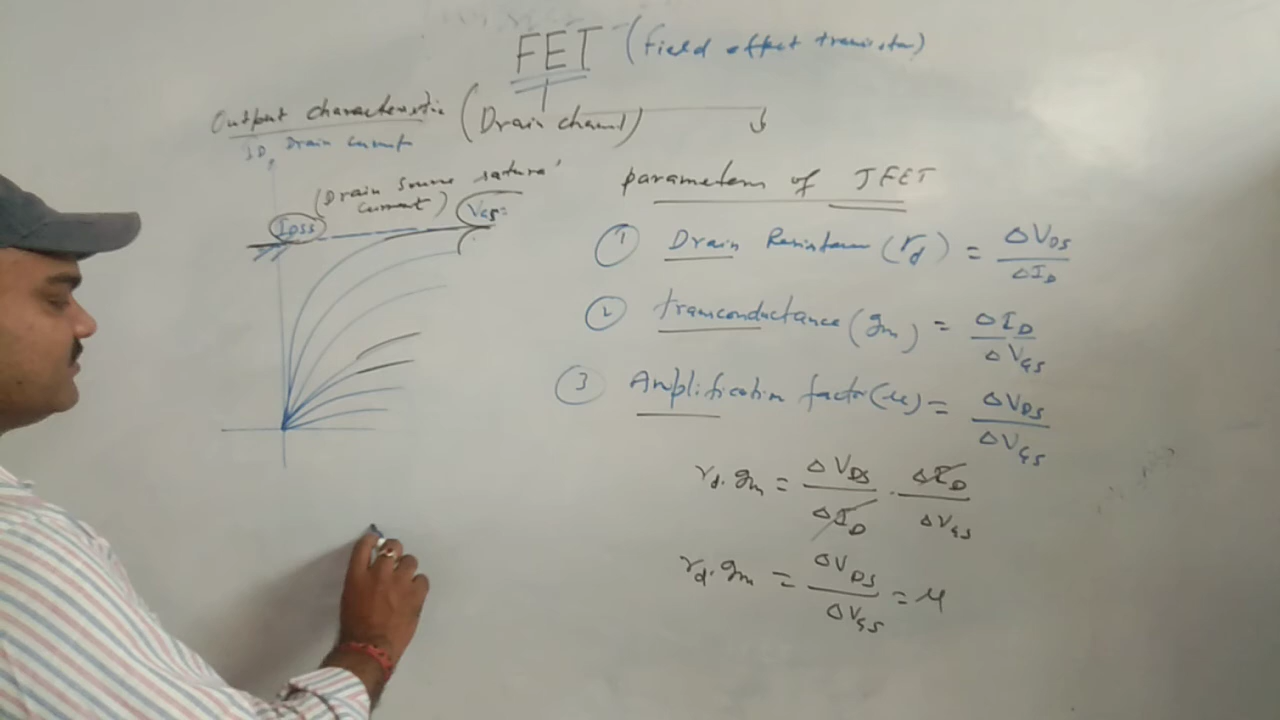 FET (field effect transistor)
Output characteristic (Drain channel)
ID, Drain current
(Drain source satura'
current)
IDSS
VGS=
parameters of JFET
① Drain Resistance (rd) = ΔVDS / ΔID
② transconductance (gm) = ΔID / ΔVGS
③ Amplification factor (μ) = ΔVDS / ΔVGS
rd. gm = ΔVDS / ΔID . ΔID / ΔVGS
rd. gm = ΔVDS / ΔVGS = μ